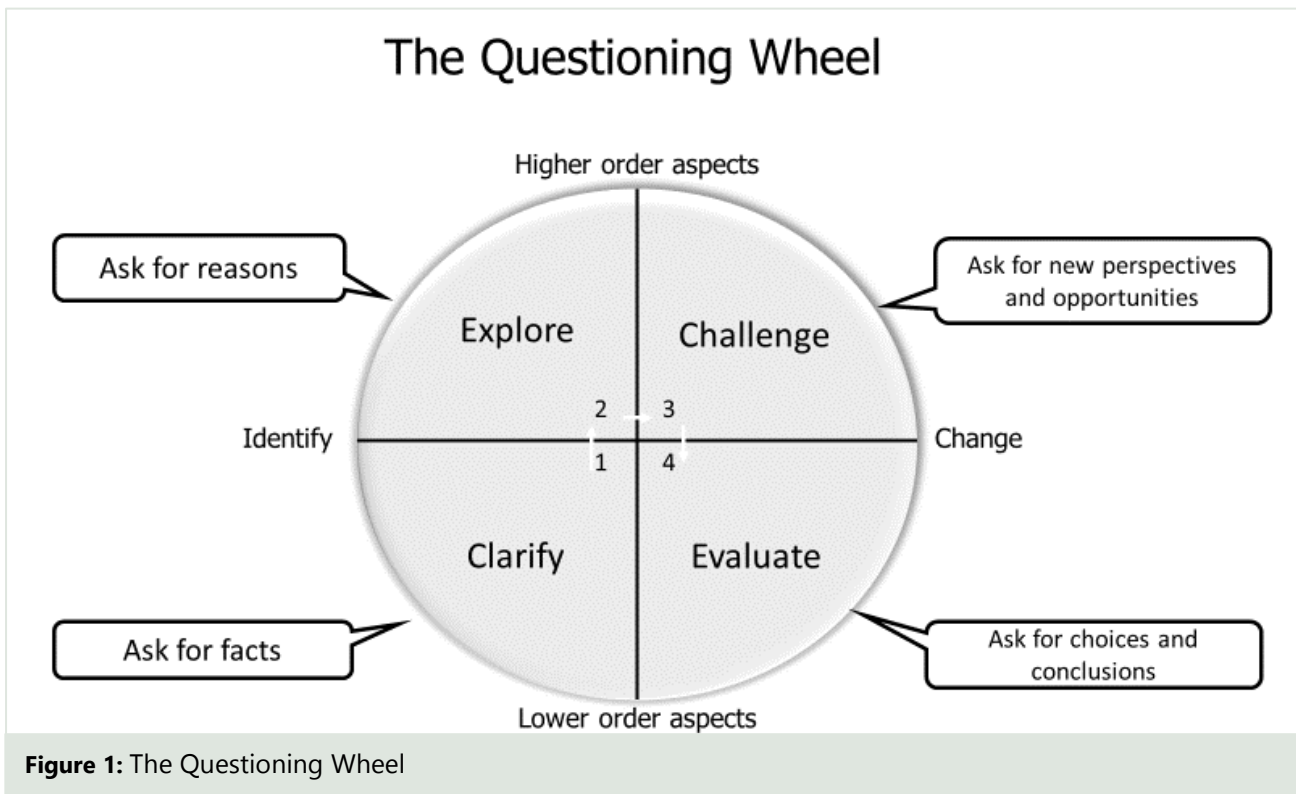 The Questioning Wheel
Higher order aspects
Ask for reasons
Ask for new perspectives
and opportunities
Explore
Challenge
2
3
Identify
Change
1
4
Clarify
Evaluate
Ask for facts
Ask for choices and
conclusions
Lower order aspects
Figure 1: The Questioning Wheel